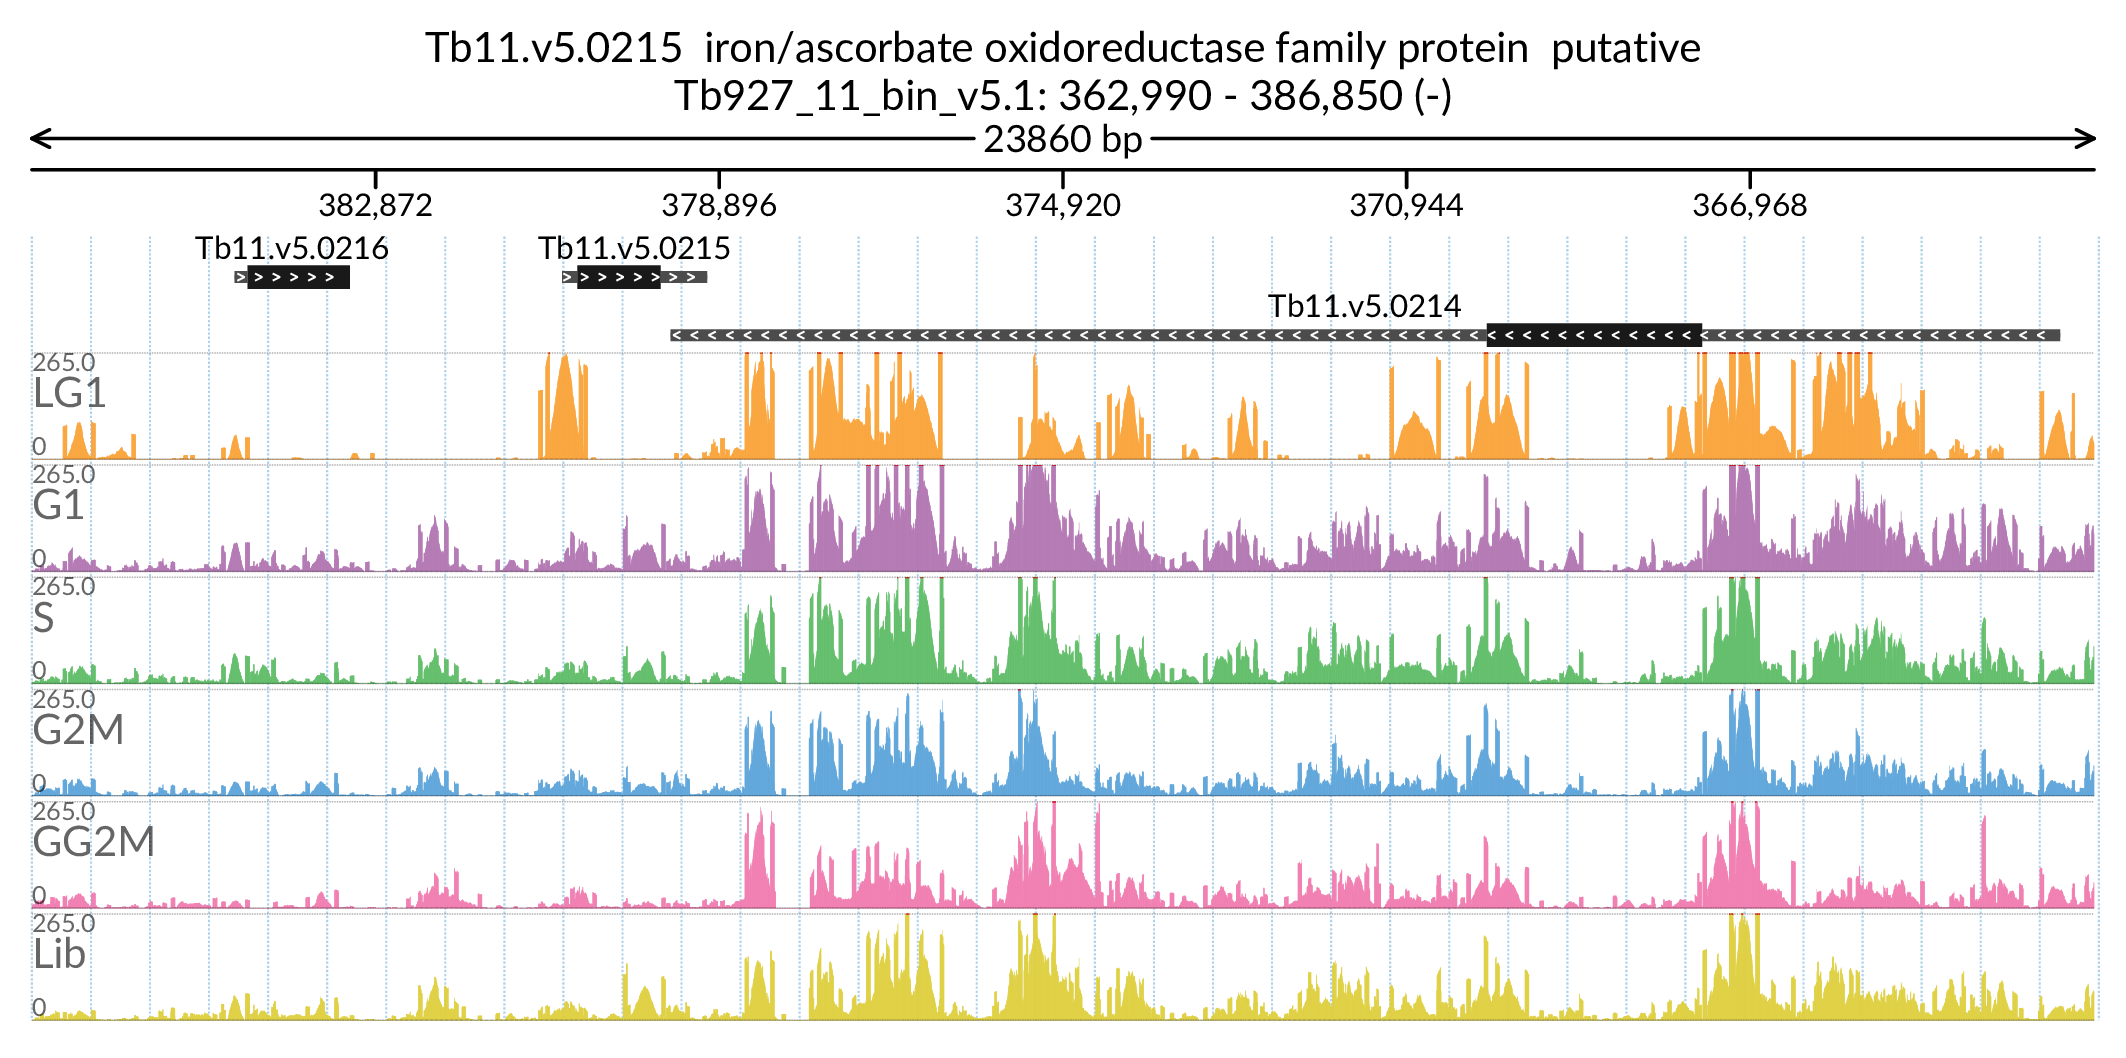 Tb11.v5.0215  iron/ascorbate oxidoreductase family protein  putative
Tb927_11_bin_v5.1: 362,990 - 386,850 (-)
23860 bp
382,872 378,896 374,920 370,944 366,968
Tb11.v5.0216 Tb11.v5.0215
Tb11.v5.0214
265.0
LG1
0
265.0
G1
0
265.0
S
0
265.0
G2M
0
265.0
GG2M
0
265.0
Lib
0